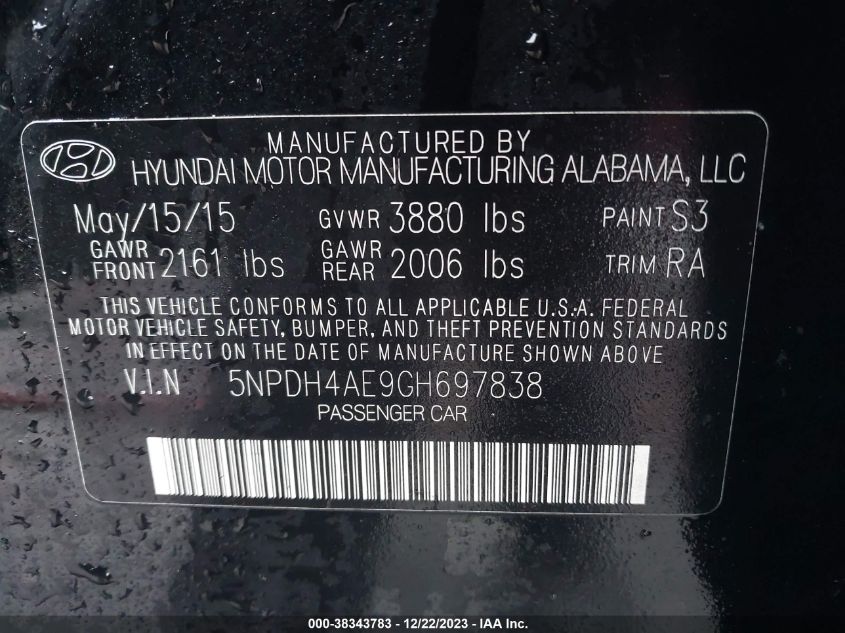 MANUFACTURED BY
HYUNDAI MOTOR MANUFACTURING ALABAMA, LLC
May/15/15 GVWR 3880 lbs PAINT S3
GAWR FRONT 2161 lbs GAWR REAR 2006 lbs TRIM RA
THIS VEHICLE CONFORMS TO ALL APPLICABLE U.S.A. FEDERAL
MOTOR VEHICLE SAFETY, BUMPER, AND THEFT PREVENTION STANDARDS
IN EFFECT ON THE DATE OF MANUFACTURE SHOWN ABOVE
V.I.N 5NPDH4AE9GH697838
PASSENGER CAR
000-38343783 - 12/22/2023 - IAA Inc.